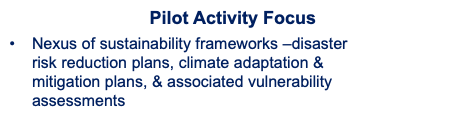 Pilot Activity Focus
• Nexus of sustainability frameworks –disaster
risk reduction plans, climate adaptation &
mitigation plans, & associated vulnerability
assessments